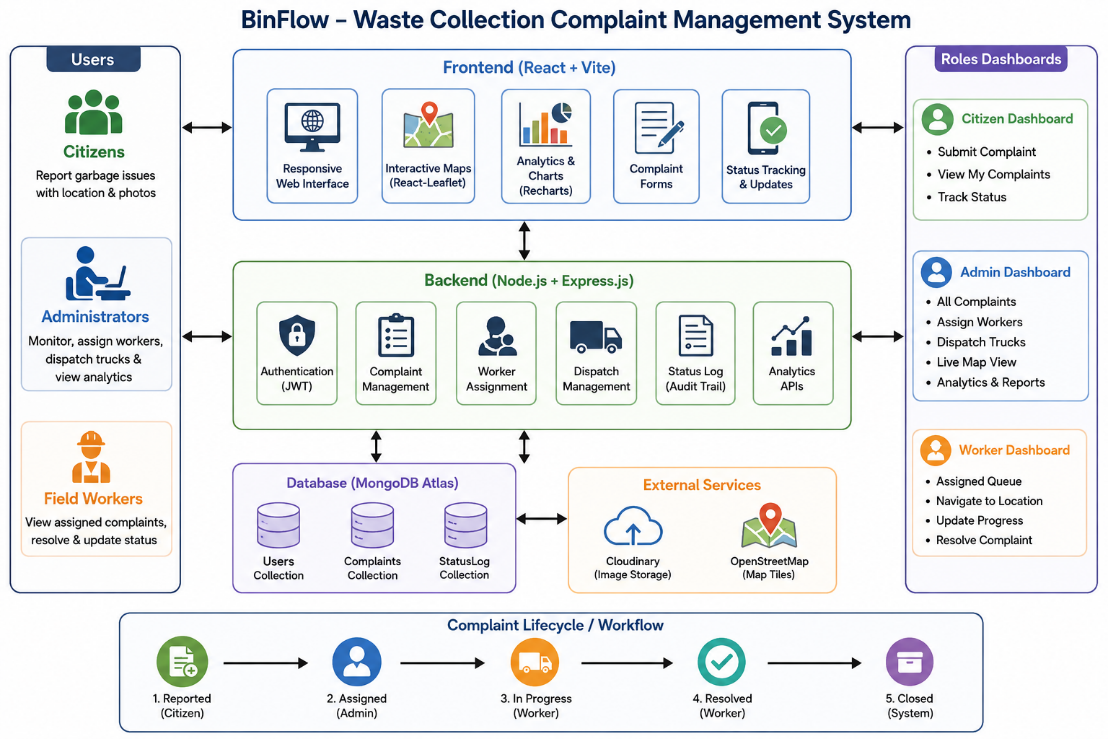 BinFlow – Waste Collection Complaint Management System
Users
Citizens
Report garbage issues
with location & photos
Administrators
Monitor, assign workers,
dispatch trucks &
view analytics
Field Workers
View assigned complaints,
resolve & update status
Frontend (React + Vite)
Responsive
Web Interface
Interactive Maps
(React-Leaflet)
Analytics &
Charts
(Recharts)
Complaint
Forms
Status Tracking
& Updates
Backend (Node.js + Express.js)
Authentication
(JWT)
Complaint
Management
Worker
Assignment
Dispatch
Management
Status Log
(Audit Trail)
Analytics
APIs
Database (MongoDB Atlas)
Users
Collection
Complaints
Collection
StatusLog
Collection
External Services
Cloudinary
(Image Storage)
OpenStreetMap
(Map Tiles)
Roles Dashboards
Citizen Dashboard
• Submit Complaint
• View My Complaints
• Track Status
Admin Dashboard
• All Complaints
• Assign Workers
• Dispatch Trucks
• Live Map View
• Analytics & Reports
Worker Dashboard
• Assigned Queue
• Navigate to Location
• Update Progress
• Resolve Complaint
Complaint Lifecycle / Workflow
1. Reported
(Citizen)
2. Assigned
(Admin)
3. In Progress
(Worker)
4. Resolved
(Worker)
5. Closed
(System)